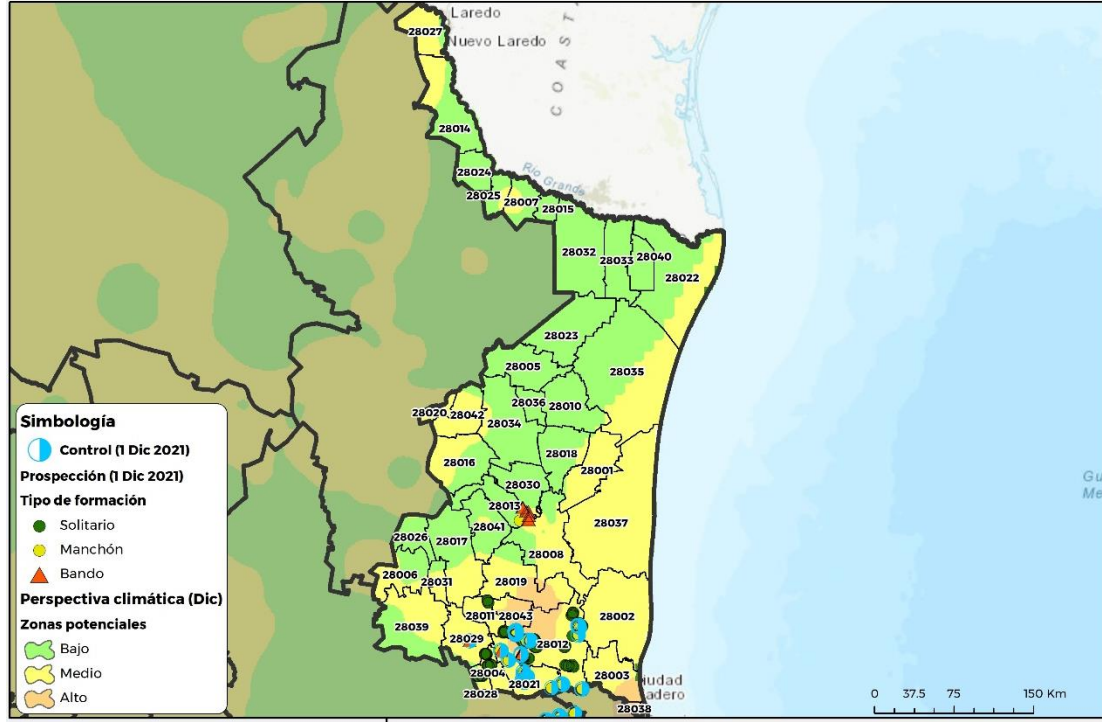 Laredo
Nuevo Laredo
COAST
28027
28014
28024
Río Grande
28025
28007
28015
28032
28033
28040
28022
28023
28005
28035
28036
28010
28020
28042
28034
28016
28018
28001
28030
28013
28037
28041
28026
28017
28008
28006
28031
28019
28002
28011
28043
28039
28029
28012
28004
28021
28003
28028
28038
iudad
adero
Gu
Me
Simbología
Control (1 Dic 2021)
Prospección (1 Dic 2021)
Tipo de formación
Solitario
Manchón
Bando
Perspectiva climática (Dic)
Zonas potenciales
Bajo
Medio
Alto
0 37.5 75 150 Km